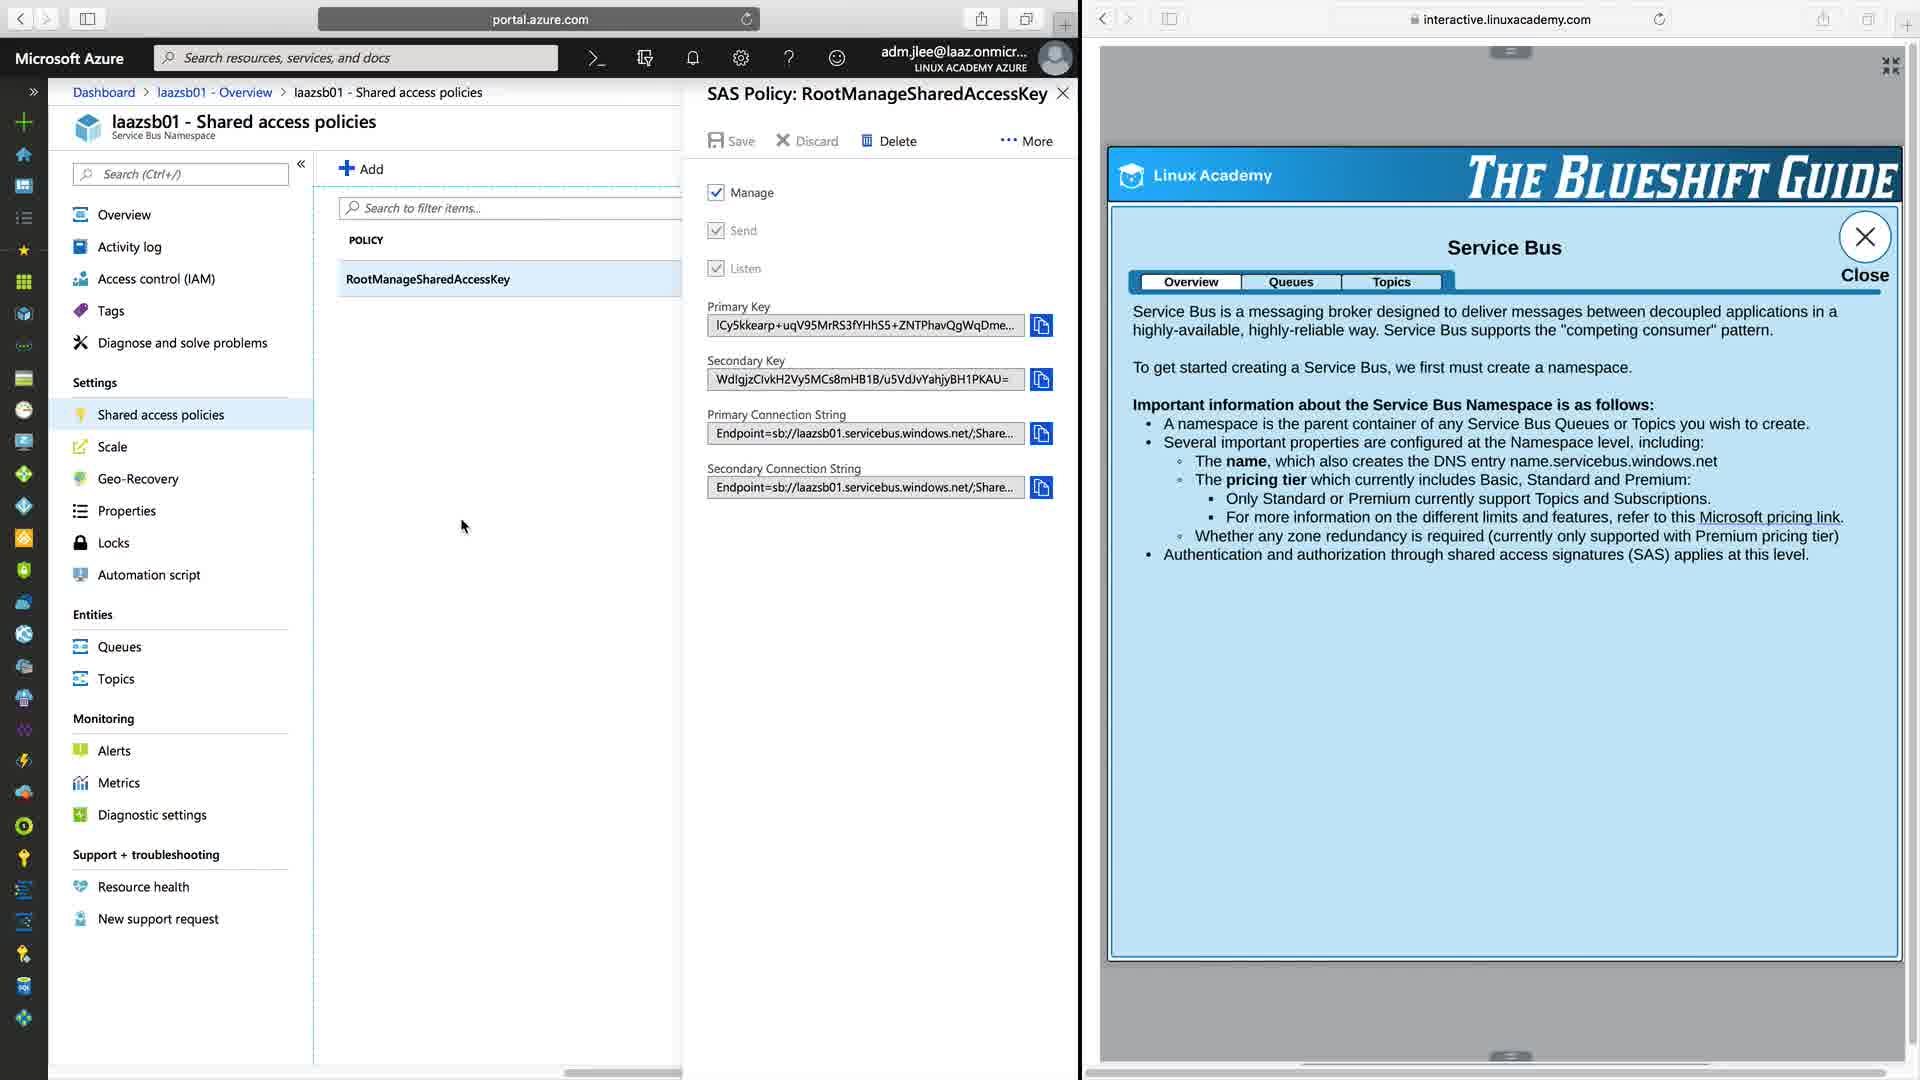 portal.azure.com
Microsoft Azure
Search resources, services, and docs
adm.jlee@laaz.onmicr...
LINUX ACADEMY AZURE
Dashboard > laazsb01 - Overview > laazsb01 - Shared access policies
laazsb01 - Shared access policies
Service Bus Namespace
Search (Ctrl+/)
Overview
Activity log
Access control (IAM)
Tags
Diagnose and solve problems
Settings
Shared access policies
Scale
Geo-Recovery
Properties
Locks
Automation script
Entities
Queues
Topics
Monitoring
Alerts
Metrics
Diagnostic settings
Support + troubleshooting
Resource health
New support request
Add
Search to filter items...
POLICY
RootManageSharedAccessKey
SAS Policy: RootManageSharedAccessKey
Save Discard Delete More
Manage
Send
Listen
Primary Key
Secondary Key
Primary Connection String
Endpoint=sb://laazsb01.servicebus.windows.net/;Share...
Secondary Connection String
Endpoint=sb://laazsb01.servicebus.windows.net/;Share...
interactive.linuxacademy.com
Linux Academy
THE BLUESHIFT GUIDE
Service Bus
Close
Overview Queues Topics
Service Bus is a messaging broker designed to deliver messages between decoupled applications in a
highly-available, highly-reliable way. Service Bus supports the "competing consumer" pattern.
To get started creating a Service Bus, we first must create a namespace.
Important information about the Service Bus Namespace is as follows:
• A namespace is the parent container of any Service Bus Queues or Topics you wish to create.
• Several important properties are configured at the Namespace level, including:
◦ The name, which also creates the DNS entry name.servicebus.windows.net
◦ The pricing tier which currently includes Basic, Standard and Premium:
▪ Only Standard or Premium currently support Topics and Subscriptions.
▪ For more information on the different limits and features, refer to this Microsoft pricing link.
◦ Whether any zone redundancy is required (currently only supported with Premium pricing tier)
• Authentication and authorization through shared access signatures (SAS) applies at this level.